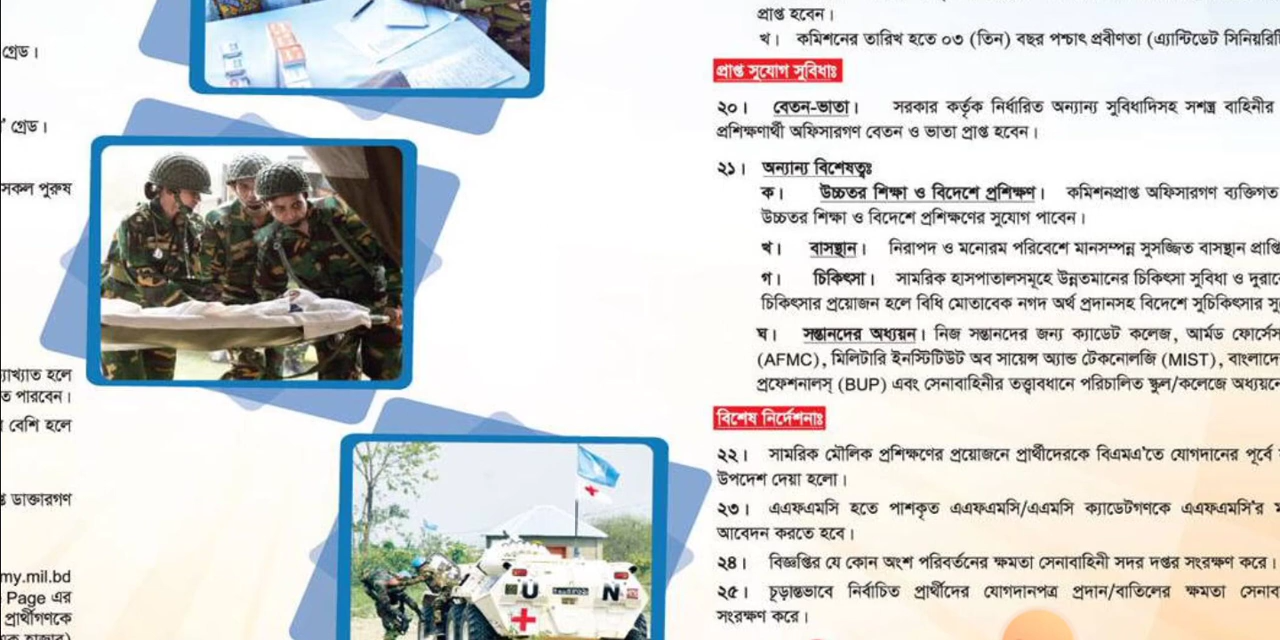 গ্রেড।
' গ্রেড।
সকল পুরুষ
্যাখ্যাত হলে
ত পারবেন।
বেশি হলে
ডাক্তারগণ
my.mil.bd
Page এর
প্রার্থীগণকে
প্রাপ্ত হবেন।
খ। কমিশনের তারিখ হতে ০৩ (তিন) বছর পশ্চাৎ প্রবীণতা (এ্যান্টিডেট সিনিয়রিটি
প্রাপ্ত সুযোগ সুবিধাঃ
২০। বেতন-ভাতা। সরকার কর্তৃক নির্ধারিত অন্যান্য সুবিধাদিসহ সশস্ত্র বাহিনীর
প্রশিক্ষণার্থী অফিসারগণ বেতন ও ভাতা প্রাপ্ত হবেন।
২১। অন্যান্য বিশেষত্বঃ
ক। উচ্চতর শিক্ষা ও বিদেশে প্রশিক্ষণ। কমিশনপ্রাপ্ত অফিসারগণ ব্যক্তিগত
উচ্চতর শিক্ষা ও বিদেশে প্রশিক্ষণের সুযোগ পাবেন।
খ। বাসস্থান। নিরাপদ ও মনোরম পরিবেশে মানসম্পন্ন সুসজ্জিত বাসস্থান প্রাপ্তি
গ। চিকিৎসা। সামরিক হাসপাতালসমূহে উন্নতমানের চিকিৎসা সুবিধা ও দুরারো
চিকিৎসার প্রয়োজন হলে বিধি মোতাবেক নগদ অর্থ প্রদানসহ বিদেশে সুচিকিৎসার সু
ঘ। সন্তানদের অধ্যয়ন। নিজ সন্তানদের জন্য ক্যাডেট কলেজ, আর্মড ফোর্সেস
(AFMC), মিলিটারি ইনস্টিটিউট অব সায়েন্স অ্যান্ড টেকনোলজি (MIST), বাংলাদে
প্রফেশনালস্ (BUP) এবং সেনাবাহিনীর তত্ত্বাবধানে পরিচালিত স্কুল/কলেজে অধ্যয়নে
বিশেষ নির্দেশনাঃ
২২। সামরিক মৌলিক প্রশিক্ষণের প্রয়োজনে প্রার্থীদেরকে বিএমএ'তে যোগদানের পূর্বে
উপদেশ দেয়া হলো।
২৩। এএফএমসি হতে পাশকৃত এএফএমসি/এএমসি ক্যাডেটগণকে এএফএমসি'র
আবেদন করতে হবে।
২৪। বিজ্ঞপ্তির যে কোন অংশ পরিবর্তনের ক্ষমতা সেনাবাহিনী সদর দপ্তর সংরক্ষণ করে।
২৫। চূড়ান্তভাবে নির্বাচিত প্রার্থীদের যোগদানপত্র প্রদান/বাতিলের ক্ষমতা সেনাব
সংরক্ষণ করে।
U N